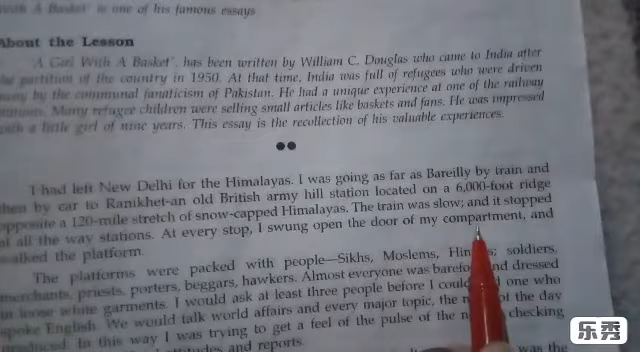 With A Basket' is one of his famous essays
About the Lesson
'A Girl With A Basket', has been written by William C. Douglas who came to India after
the partition of the country in 1950. At that time, India was full of refugees who were driven
away by the communal fanaticism of Pakistan. He had a unique experience at one of the railway
Many refugee children were selling small articles like baskets and fans. He was impressed
with a little girl of nine years. This essay is the recollection of his valuable experiences.
I had left New Delhi for the Himalayas. I was going as far as Bareilly by train and
then by car to Ranikhet-an old British army hill station located on a 6,000-foot ridge
opposite a 120-mile stretch of snow-capped Himalayas. The train was slow; and it stopped
at all the way stations. At every stop, I swung open the door of my compartment, and
walked the platform.
The platforms were packed with people—Sikhs, Moslems, soldiers,
merchants, priests, porters, beggars, hawkers. Almost everyone was dressed
in loose white garments. I would ask at least three people before I one who
spoke English. We would talk world affairs and every major topic, the of the day
In this way I was trying to get a feel of the pulse of the checking
and reports.
was the
乐秀